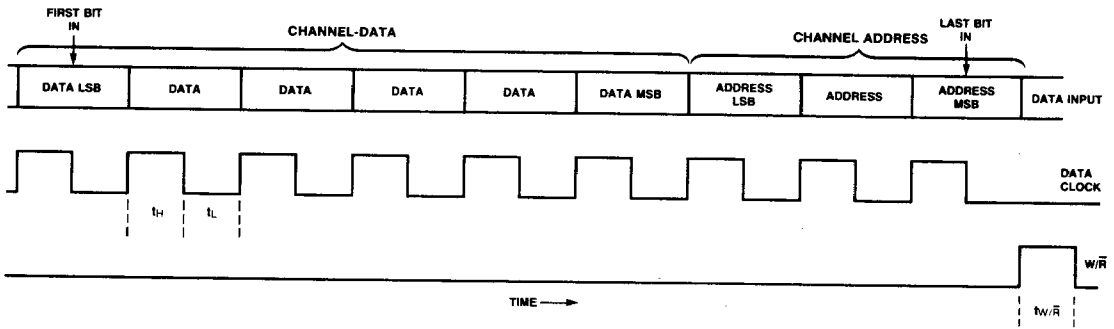 FIRST BIT
IN
CHANNEL-DATA
CHANNEL ADDRESS
LAST BIT
IN
DATA LSB
DATA
DATA
DATA
DATA
DATA MSB
ADDRESS
LSB
ADDRESS
ADDRESS
MSB
DATA INPUT
DATA
CLOCK
tH
tL
W/R̅
TIME
tW/R̅